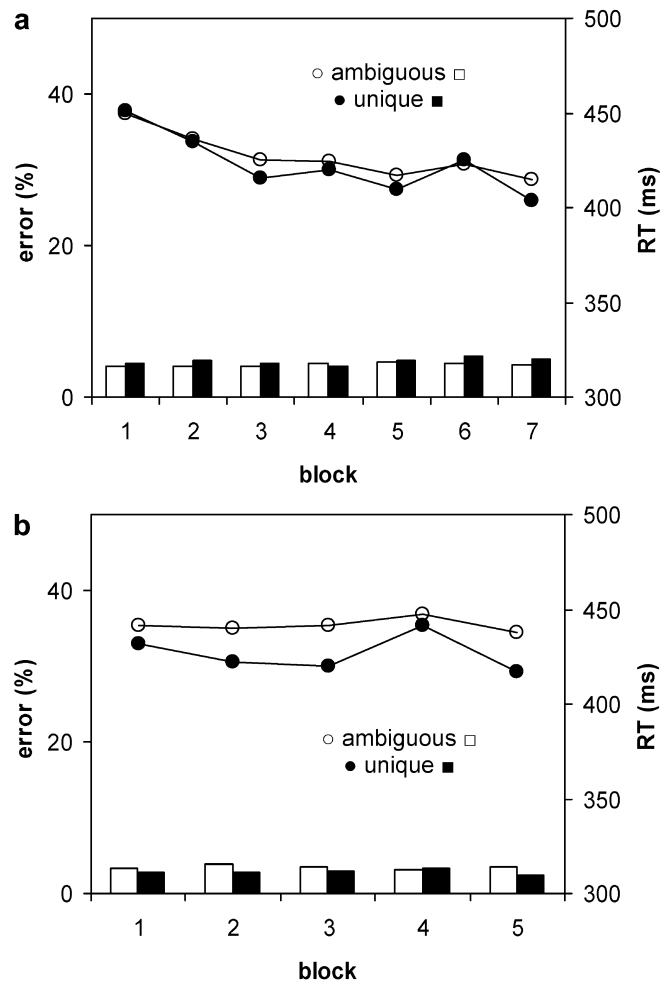 a
500
○ ambiguous □
● unique ■
40
450
error (%)
RT (ms)
400
20
350
0
300
1 2 3 4 5 6 7
block
b
500
40
450
error (%)
RT (ms)
400
20
○ ambiguous □
● unique ■
350
0
300
1 2 3 4 5
block